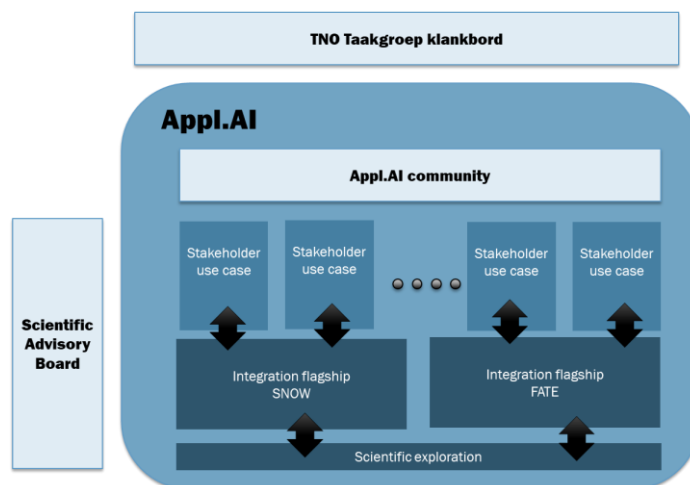 TNO Taakgroep klankbord
Appl.AI
Appl.AI community
Stakeholder
use case
Stakeholder
use case
Stakeholder
use case
Stakeholder
use case
Scientific
Advisory
Board
Integration flagship
SNOW
Integration flagship
FATE
Scientific exploration